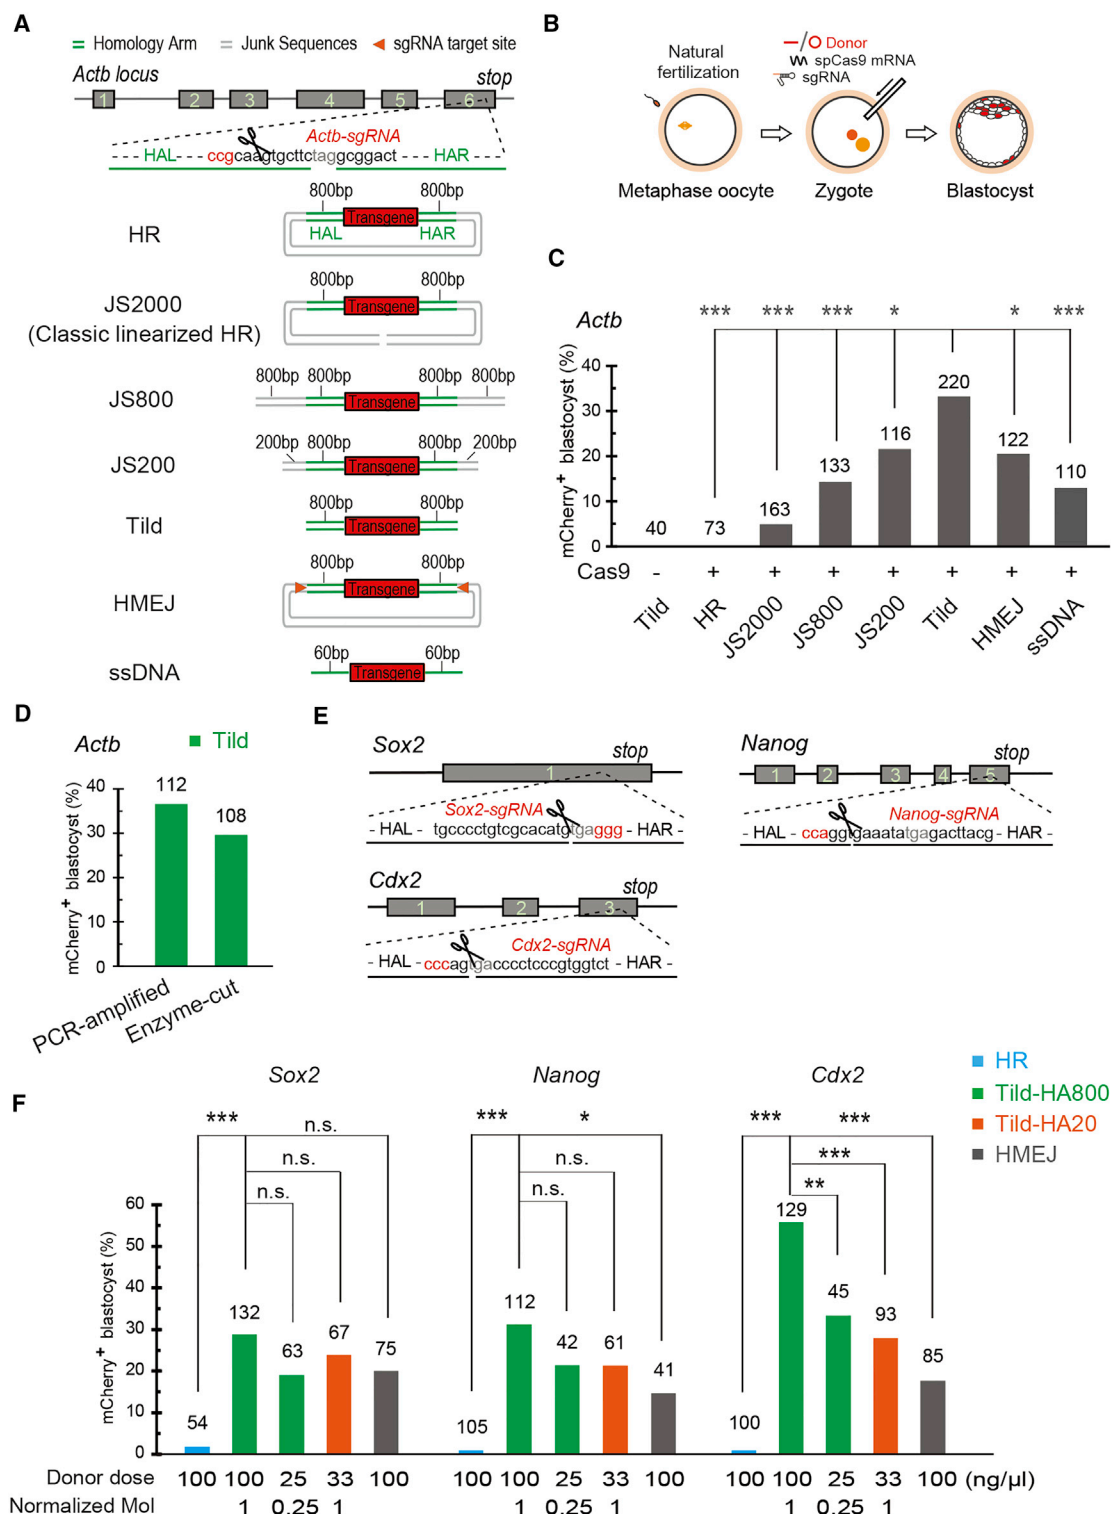 A
Homology Arm
Junk Sequences
sgRNA target site
Actb locus
stop
1 2 3 4 5 6
Actb-sgRNA
HAL
ccgcaagtgcttctaggcggact
HAR
HR
800bp
800bp
Transgene
HAL
HAR
JS2000
(Classic linearized HR)
800bp
800bp
Transgene
JS800
800bp 800bp 800bp 800bp
Transgene
JS200
200bp 800bp 800bp 200bp
Transgene
Tild
800bp 800bp
Transgene
HMEJ
800bp 800bp
Transgene
ssDNA
60bp 60bp
Transgene
B
Natural
fertilization
Donor
spCas9 mRNA
sgRNA
Metaphase oocyte
Zygote
Blastocyst
C
Actb
*** *** *** * * ***
mCherry+ blastocyst (%)
40
30
20
10
0
40 73 163 133 116 220 122 110
Cas9 - + + + + + + +
Tild HR JS2000 JS800 JS200 Tild HMEJ ssDNA
D
Actb
Tild
mCherry+ blastocyst (%)
40
30
20
10
0
112 108
PCR-amplified Enzyme-cut
E
Sox2
stop
1
Sox2-sgRNA
- HAL - tgcccctgtcgcacatgtgaggg - HAR -
Nanog
stop
1 2 3 4 5
Nanog-sgRNA
- HAL - ccaggtgaaatatgagacttacg - HAR -
Cdx2
stop
1 2 3
Cdx2-sgRNA
- HAL - cccagtgacccctcccgtggtct - HAR -
F
Sox2 Nanog Cdx2
HR
Tild-HA800
Tild-HA20
HMEJ
*** n.s. n.s. n.s.
*** * n.s. n.s.
*** *** *** **
mCherry+ blastocyst (%)
60
50
40
30
20
10
0
54 132 63 67 75
105 112 42 61 41
100 129 45 93 85
Donor dose 100 100 25 33 100 100 100 25 33 100 100 100 25 33 100 (ng/µl)
Normalized Mol 1 0.25 1 1 0.25 1 1 0.25 1